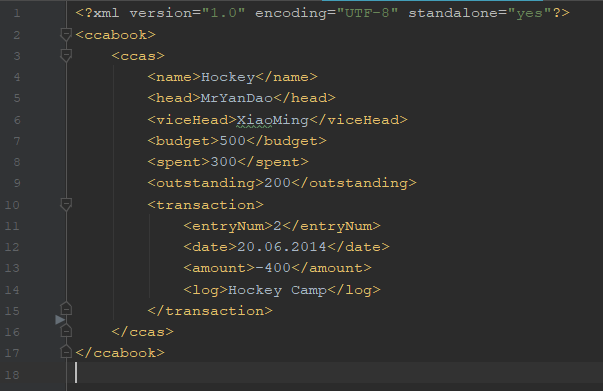 1 <?xml version="1.0" encoding="UTF-8" standalone="yes"?>
2 <ccabook>
3 <ccas>
4 <name>Hockey</name>
5 <head>MrYanDao</head>
6 <viceHead>XiaoMing</viceHead>
7 <budget>500</budget>
8 <spent>300</spent>
9 <outstanding>200</outstanding>
10 <transaction>
11 <entryNum>2</entryNum>
12 <date>20.06.2014</date>
13 <amount>-400</amount>
14 <log>Hockey Camp</log>
15 </transaction>
16 </ccas>
17 </ccabook>
18